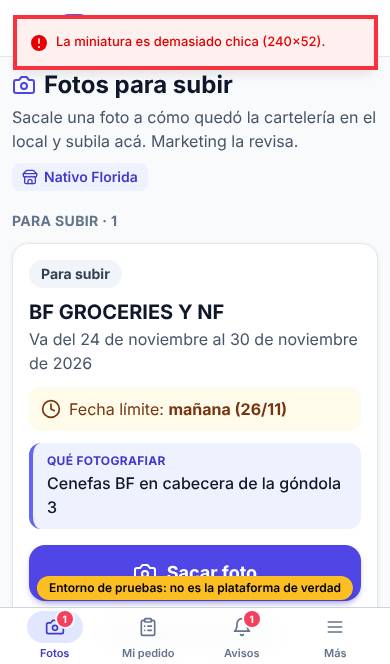 La miniatura es demasiado chica (240×52).
Fotos para subir
Sacale una foto a cómo quedó la cartelería en el
local y subila acá. Marketing la revisa.
Nativo Florida
PARA SUBIR · 1
Para subir
BF GROCERIES Y NF
Va del 24 de noviembre al 30 de noviembre
de 2026
Fecha límite: mañana (26/11)
QUÉ FOTOGRAFIAR
Cenefas BF en cabecera de la góndola
3
Sacar foto
Entorno de pruebas: no es la plataforma de verdad
1
1
Fotos
Mi pedido
Avisos
Más